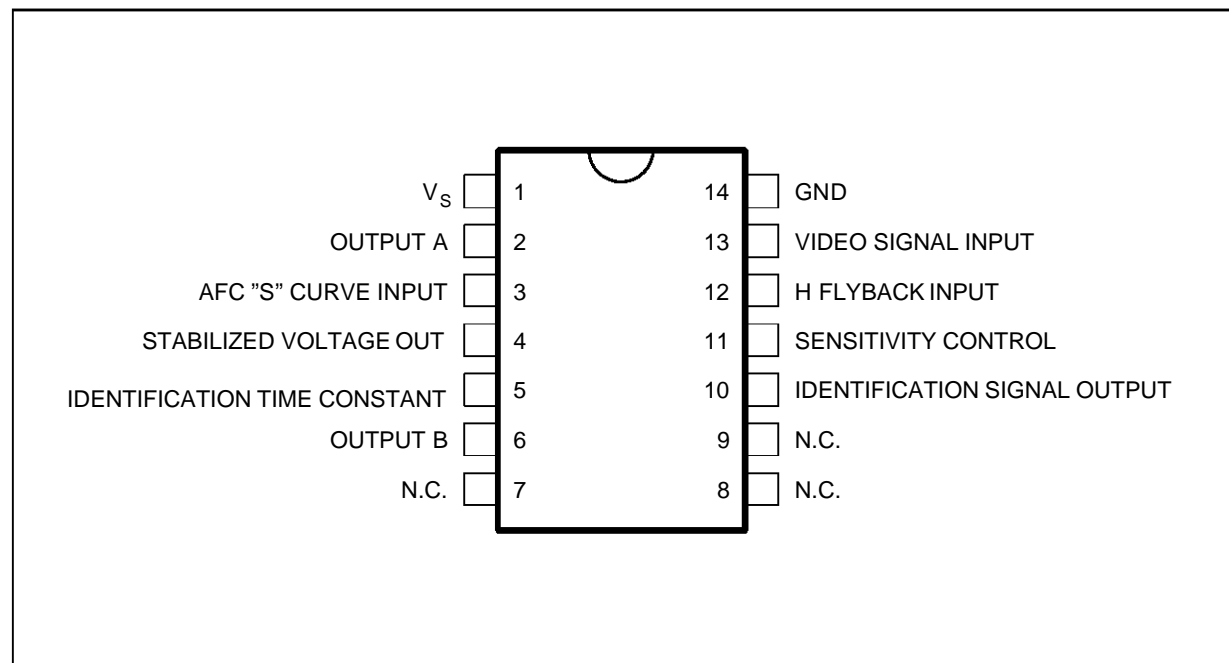 V_S 1 14 GND
OUTPUT A 2 13 VIDEO SIGNAL INPUT
AFC ”S” CURVE INPUT 3 12 H FLYBACK INPUT
STABILIZED VOLTAGE OUT 4 11 SENSITIVITY CONTROL
IDENTIFICATION TIME CONSTANT 5 10 IDENTIFICATION SIGNAL OUTPUT
OUTPUT B 6 9 N.C.
N.C. 7 8 N.C.